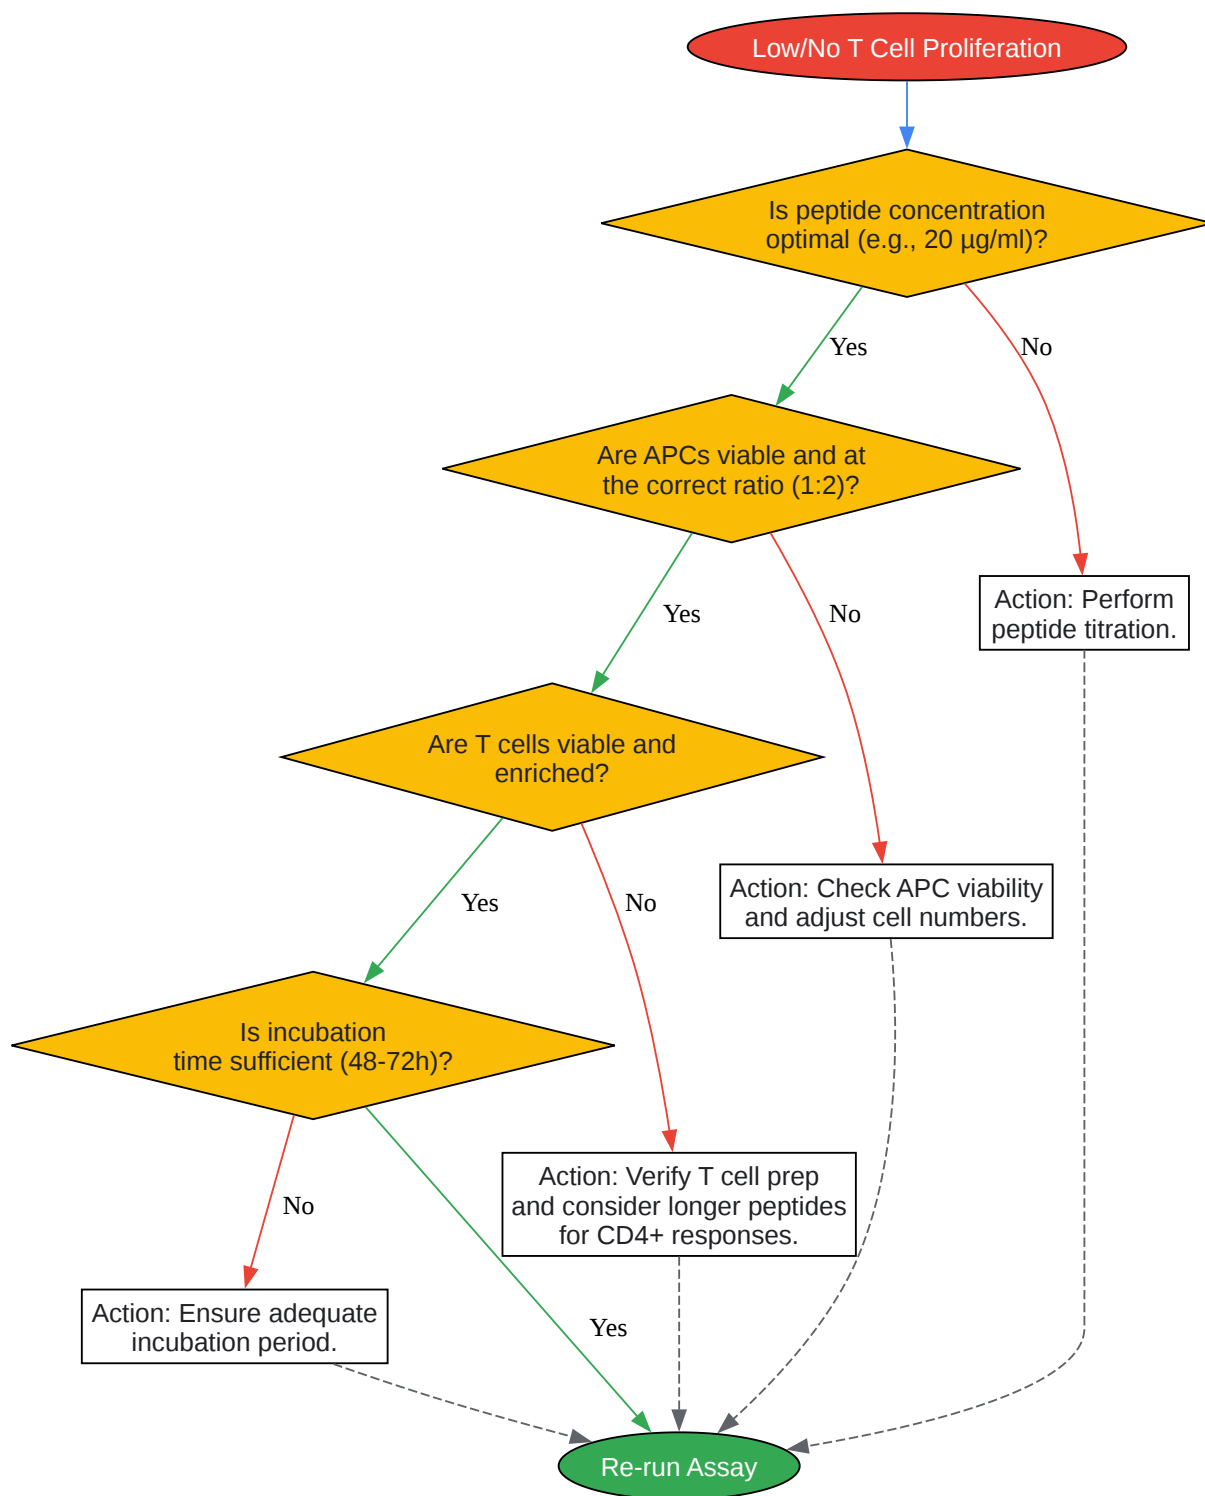 Low/No T Cell Proliferation
Is peptide concentration
optimal (e.g., 20 µg/ml)?
Yes
No
Are APCs viable and at
the correct ratio (1:2)?
Action: Perform
peptide titration.
Yes
No
Are T cells viable and
enriched?
Action: Check APC viability
and adjust cell numbers.
Yes
No
Is incubation
time sufficient (48-72h)?
Action: Verify T cell prep
and consider longer peptides
for CD4+ responses.
No
Action: Ensure adequate
incubation period.
Yes
Re-run Assay